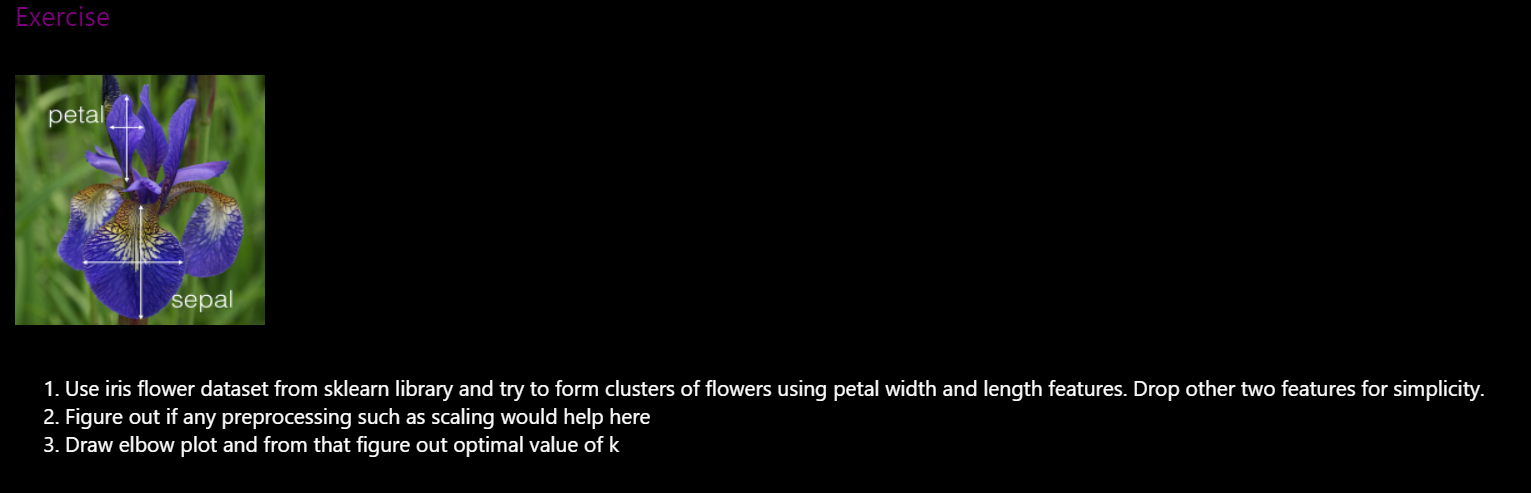 Exercise
petal
sepal
1. Use iris flower dataset from sklearn library and try to form clusters of flowers using petal width and length features. Drop other two features for simplicity.
2. Figure out if any preprocessing such as scaling would help here
3. Draw elbow plot and from that figure out optimal value of k